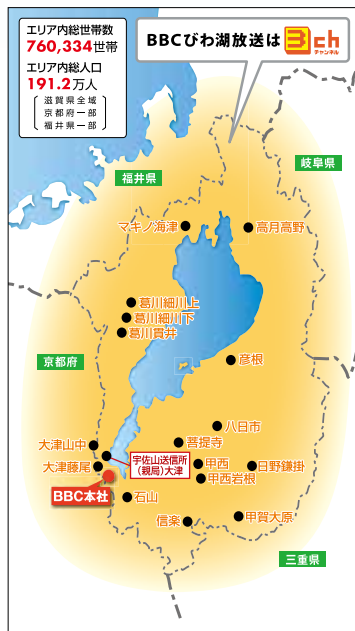 エリア内総世帯数
760,334世帯
エリア内総人口
191.2万人
滋賀県全域
京都府一部
福井県一部
BBCびわ湖放送は 3ch
チャンネル
岐阜県
福井県
マキノ海津
高月高野
葛川細川上
葛川細川下
葛川貫井
京都府
彦根
八日市
大津山中
菩提寺
宇佐山送信所
（親局）大津
大津藤尾
甲西
日野鎌掛
甲西岩根
BBC本社
石山
信楽
甲賀大原
三重県